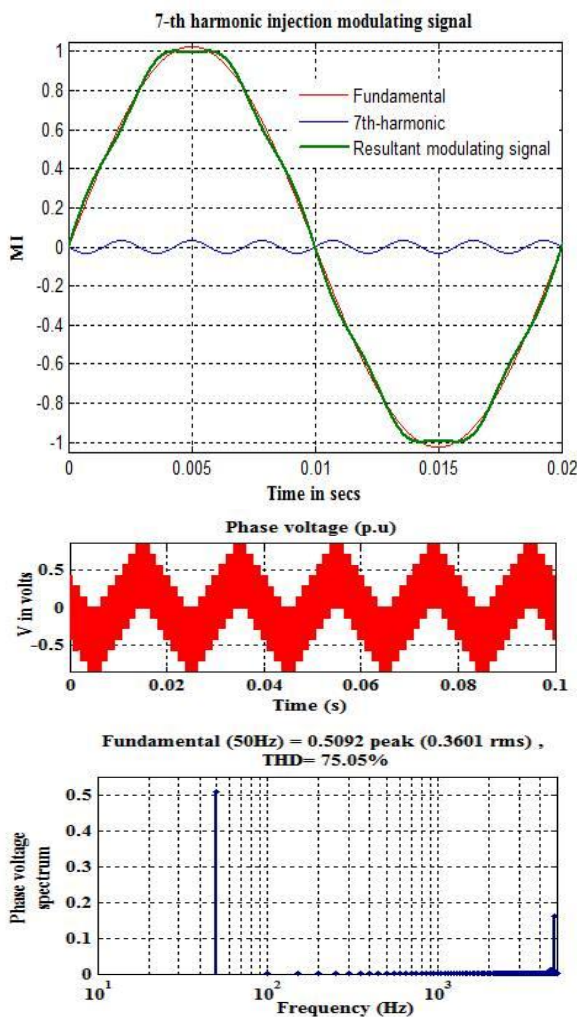 7-th harmonic injection modulating signal
1
0.8
0.6
0.4
0.2
0
-0.2
-0.4
-0.6
-0.8
-1
MI
Fundamental
7th-harmonic
Resultant modulating signal
0
0.005
0.01
0.015
0.02
Time in secs
Phase voltage (p.u)
V in volts
0.5
0
-0.5
0
0.02
0.04
0.06
0.08
0.1
Time (s)
Fundamental (50Hz) = 0.5092 peak (0.3601 rms) ,
THD= 75.05%
Phase voltage
spectrum
0.5
0.4
0.3
0.2
0.1
0
10^1
10^2
10^3
Frequency (Hz)